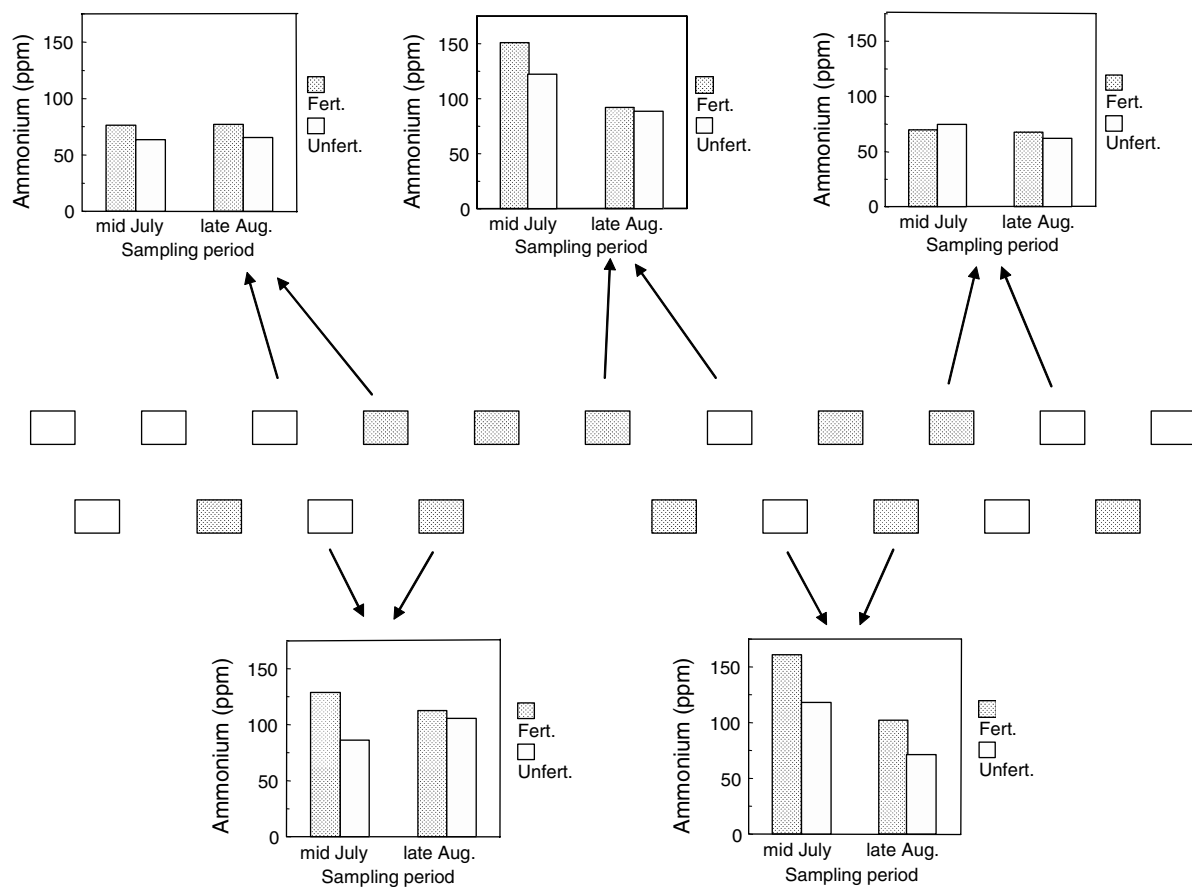 Ammonium (ppm)
150
100
50
0
mid July late Aug.
Sampling period
Fert.
Unfert.
Ammonium (ppm)
150
100
50
0
mid July late Aug.
Sampling period
Fert.
Unfert.
Ammonium (ppm)
150
100
50
0
mid July late Aug.
Sampling period
Fert.
Unfert.
Ammonium (ppm)
150
100
50
0
mid July late Aug.
Sampling period
Fert.
Unfert.
Ammonium (ppm)
150
100
50
0
mid July late Aug.
Sampling period
Fert.
Unfert.